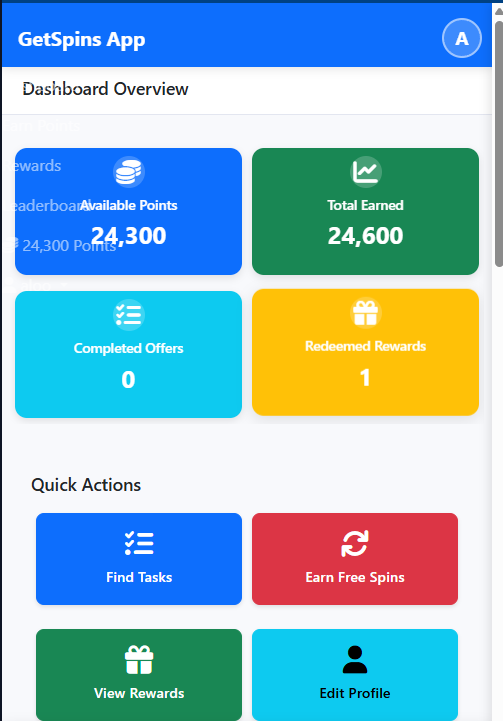 GetSpins App
A
Dashboard Overview
ewards
eaderboard
Available Points
24,300
24,300 Points
Total Earned
24,600
Completed Offers
0
Redeemed Rewards
1
Quick Actions
Find Tasks
Earn Free Spins
View Rewards
Edit Profile